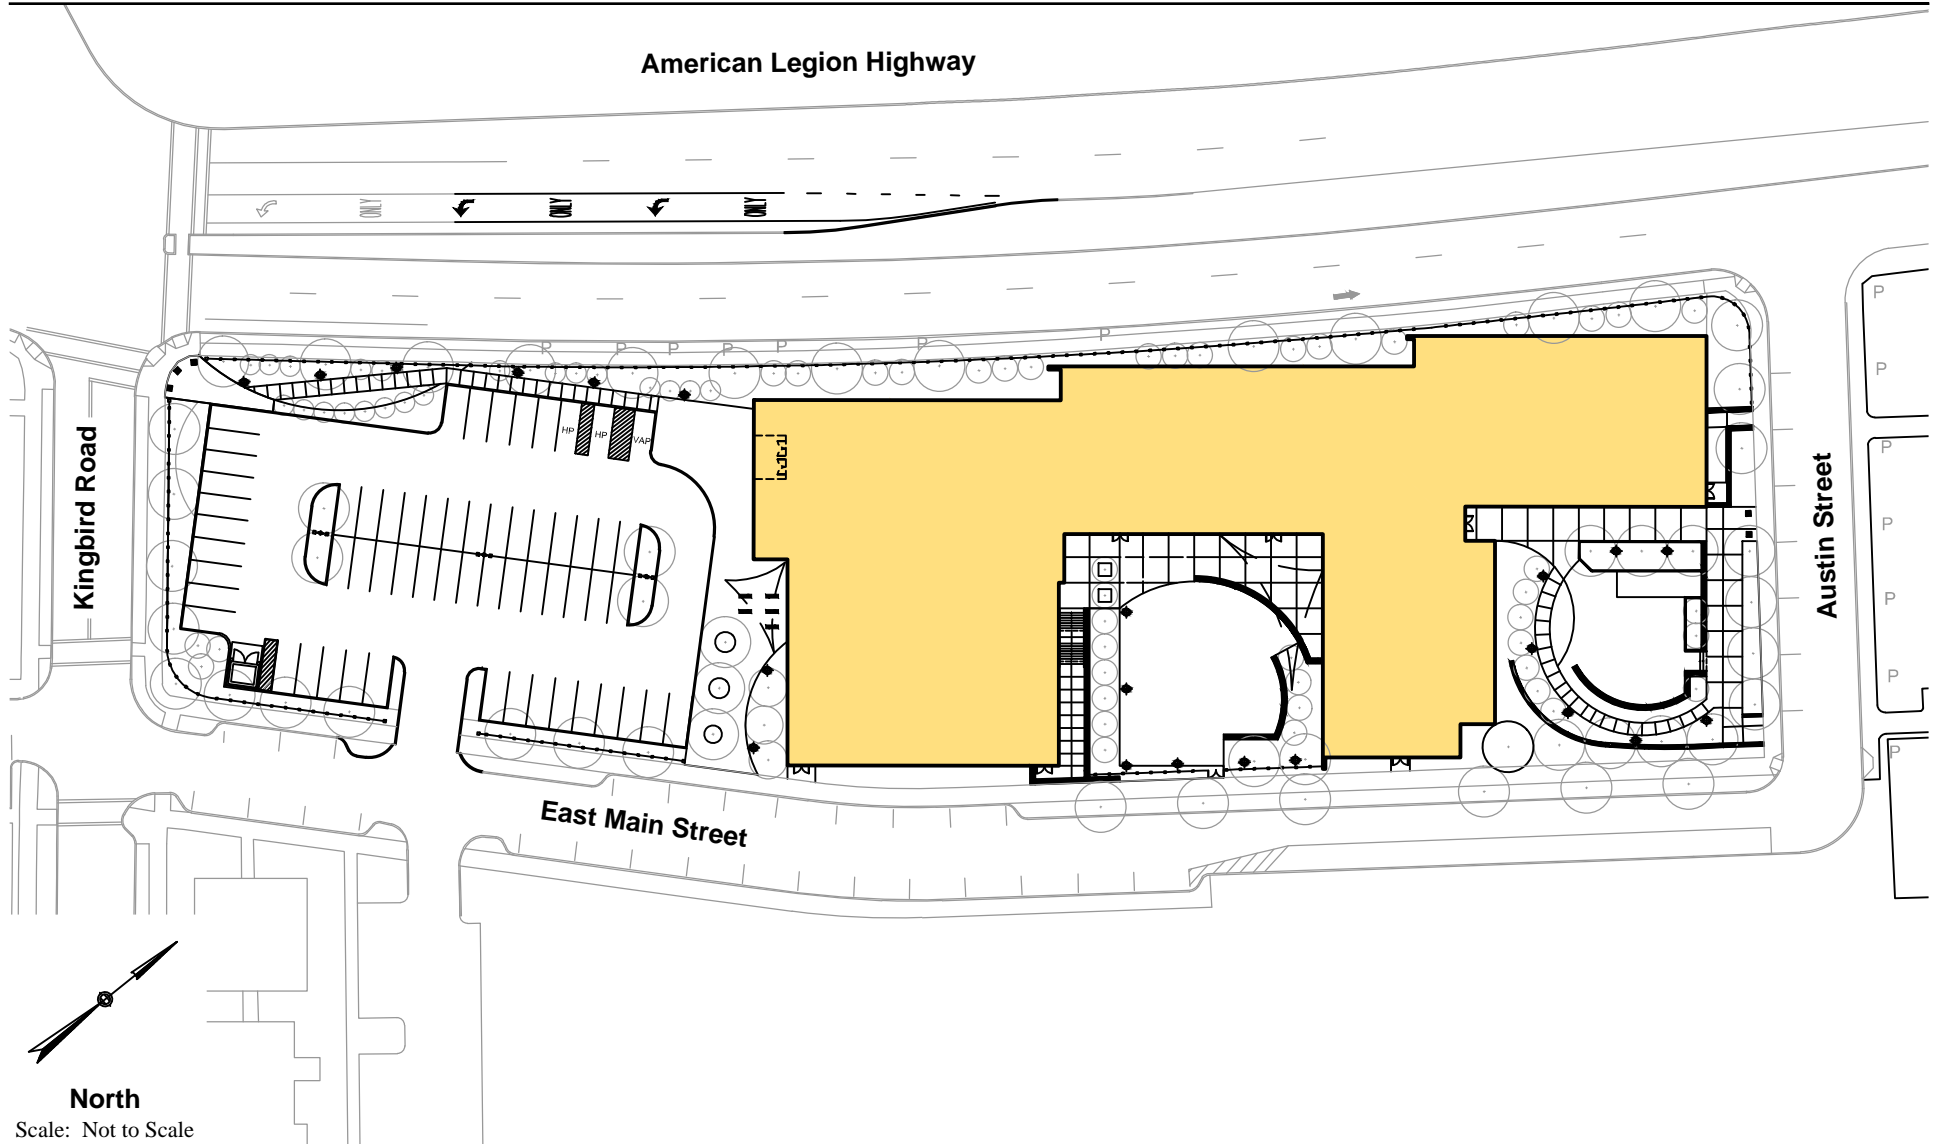 American Legion Highway
ONLY ONLY ONLY
P
P P P P P P P
P
HP HP VAP
P
P
Kingbird Road
Austin Street
P
P
P
East Main Street
North
Scale: Not to Scale